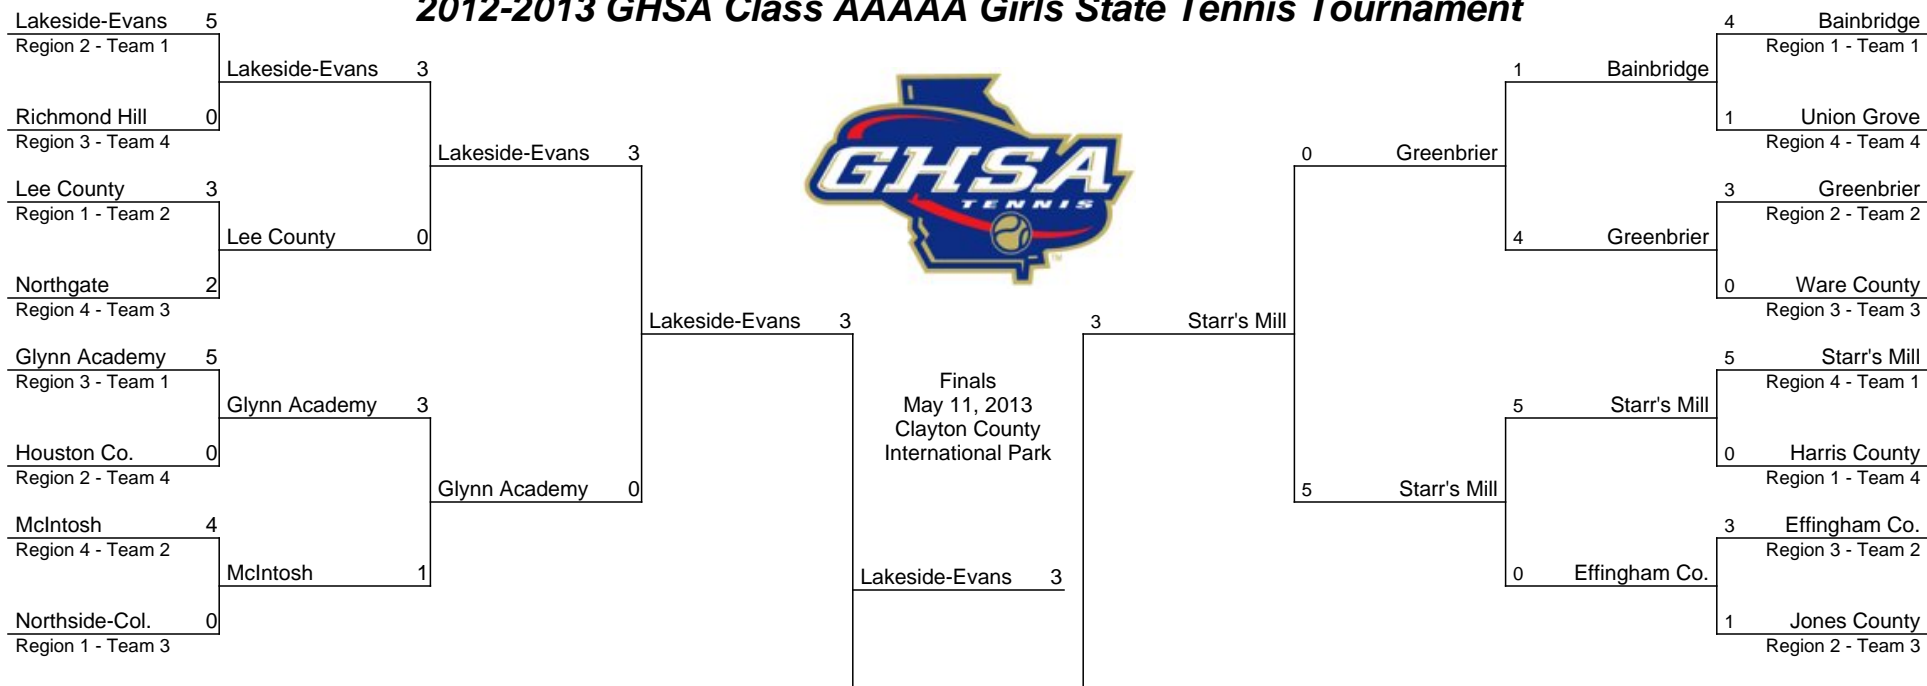 2012-2013 GHSA Class AAAAA Girls State Tennis Tournament
Lakeside-Evans 5
Region 2 - Team 1
Richmond Hill 0
Region 3 - Team 4
Lee County 3
Region 1 - Team 2
Northgate 2
Region 4 - Team 3
Glynn Academy 5
Region 3 - Team 1
Houston Co. 0
Region 2 - Team 4
McIntosh 4
Region 4 - Team 2
Northside-Col. 0
Region 1 - Team 3
Lakeside-Evans 3
Lee County 0
Glynn Academy 3
McIntosh 1
Lakeside-Evans 3
Glynn Academy 0
Lakeside-Evans 3
GHSA
TENNIS
TM
Finals
May 11, 2013
Clayton County
International Park
Lakeside-Evans 3
3 Starr's Mill
0 Greenbrier
5 Starr's Mill
1 Bainbridge
4 Greenbrier
5 Starr's Mill
0 Effingham Co.
4 Bainbridge
Region 1 - Team 1
1 Union Grove
Region 4 - Team 4
3 Greenbrier
Region 2 - Team 2
0 Ware County
Region 3 - Team 3
5 Starr's Mill
Region 4 - Team 1
0 Harris County
Region 1 - Team 4
3 Effingham Co.
Region 3 - Team 2
1 Jones County
Region 2 - Team 3